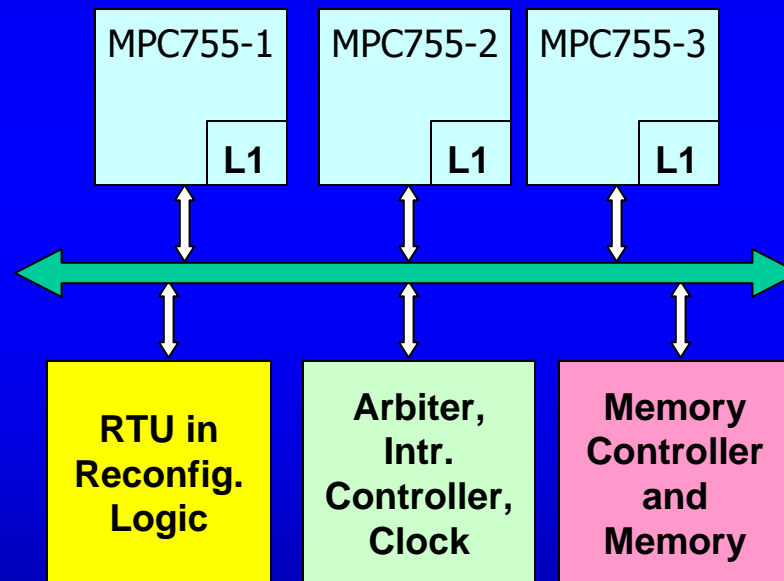 MPC755-1
L1
MPC755-2
L1
MPC755-3
L1
RTU in
Reconfig.
Logic
Arbiter,
Intr.
Controller,
Clock
Memory
Controller
and
Memory